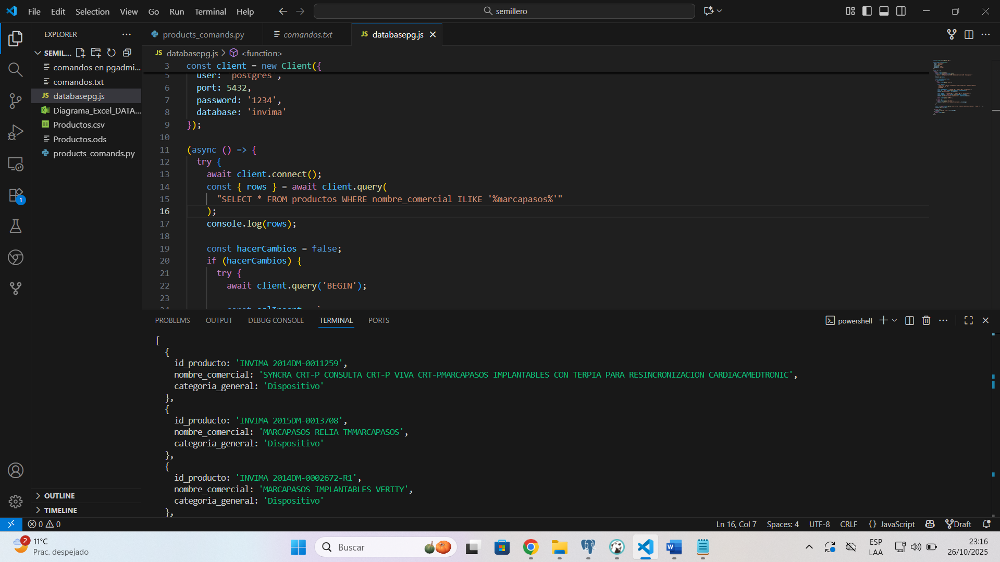 File Edit Selection View Go Run Terminal Help
semillero
EXPLORER
SEMIL...
comandos en pgadmi...
comandos.txt
JS databasepg.js
Diagrama_Excel_DATA...
Productos.csv
Productos.ods
products_comands.py
OUTLINE
TIMELINE
1
products_comands.py
comandos.txt
JS databasepg.js
JS databasepg.js > <function>
3 const client = new Client({
5 user: 'postgres',
6 port: 5432,
7 password: '1234',
8 database: 'invima'
9 });
10
11 (async () => {
12 try {
13 await client.connect();
14 const { rows } = await client.query(
15 "SELECT * FROM productos WHERE nombre_comercial ILIKE '%marcapasos%'"
16 );
17 console.log(rows);
18
19 const hacerCambios = false;
20 if (hacerCambios) {
21 try {
22 await client.query('BEGIN');
23
PROBLEMS OUTPUT DEBUG CONSOLE TERMINAL PORTS
powershell
[
{
id_producto: 'INVIMA 2014DM-0011259',
nombre_comercial: 'SYNCRA CRT-P CONSULTA CRT-P VIVA CRT-PMARCAPASOS IMPLANTABLES CON TERPIA PARA RESINCRONIZACION CARDIACAMEDTRONIC',
categoria_general: 'Dispositivo'
},
{
id_producto: 'INVIMA 2015DM-0013708',
nombre_comercial: 'MARCAPASOS RELIA TMMARCAPASOS',
categoria_general: 'Dispositivo'
},
{
id_producto: 'INVIMA 2014DM-0002672-R1',
nombre_comercial: 'MARCAPASOS IMPLANTABLES VERITY',
categoria_general: 'Dispositivo'
},
0 0
Ln 16, Col 7 Spaces: 4 UTF-8 CRLF {} JavaScript Draft
2
11°C
Prac. despejado
Buscar
ESP
LAA
23:16
26/10/2025